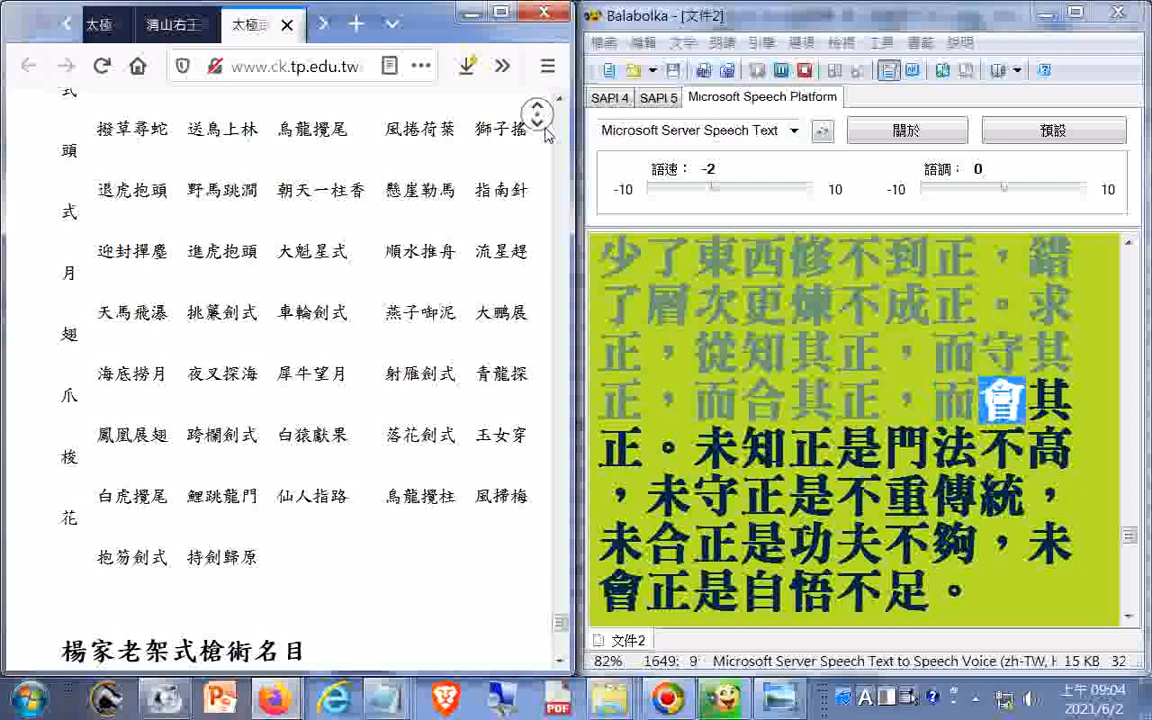 太極
清山右王
太極
www.ck.tp.edu.tw
式
撥草尋蛇 送鳥上林 烏龍攪尾 風捲荷葉 獅子搖
頭
退虎抱頭 野馬跳澗 朝天一柱香 懸崖勒馬 指南針
式
迎封撣塵 進虎抱頭 大魁星式 順水推舟 流星趕
月
天馬飛瀑 挑簾劍式 車輪劍式 燕子啣泥 大鵬展
翅
海底撈月 夜叉探海 犀牛望月 射雁劍式 青龍探
爪
鳳凰展翅 跨欄劍式 白猿獻果 落花劍式 玉女穿
梭
白虎攪尾 鯉跳龍門 仙人指路 烏龍攪柱 風掃梅
花
抱笏劍式 持劍歸原
楊家老架式槍術名目
Balabolka - [文件2]
檔案 編輯 文字 朗讀 引擎 選項 檢視 工具 書籤 說明
SAPI 4 SAPI 5 Microsoft Speech Platform
Microsoft Server Speech Text 關於 預設
語速： -2 語調： 0
-10 10 -10 10
少了東西修不到正，錯
了層次更煉不成正。求
正，從知其正，而守其
正，而合其正，而會其
正。未知正是門法不高
，未守正是不重傳統，
未合正是功夫不夠，未
會正是自悟不足。
文件2
82% 1649: 9 Microsoft Server Speech Text to Speech Voice (zh-TW, H 15 KB 32
上午 09:04
2021/6/2